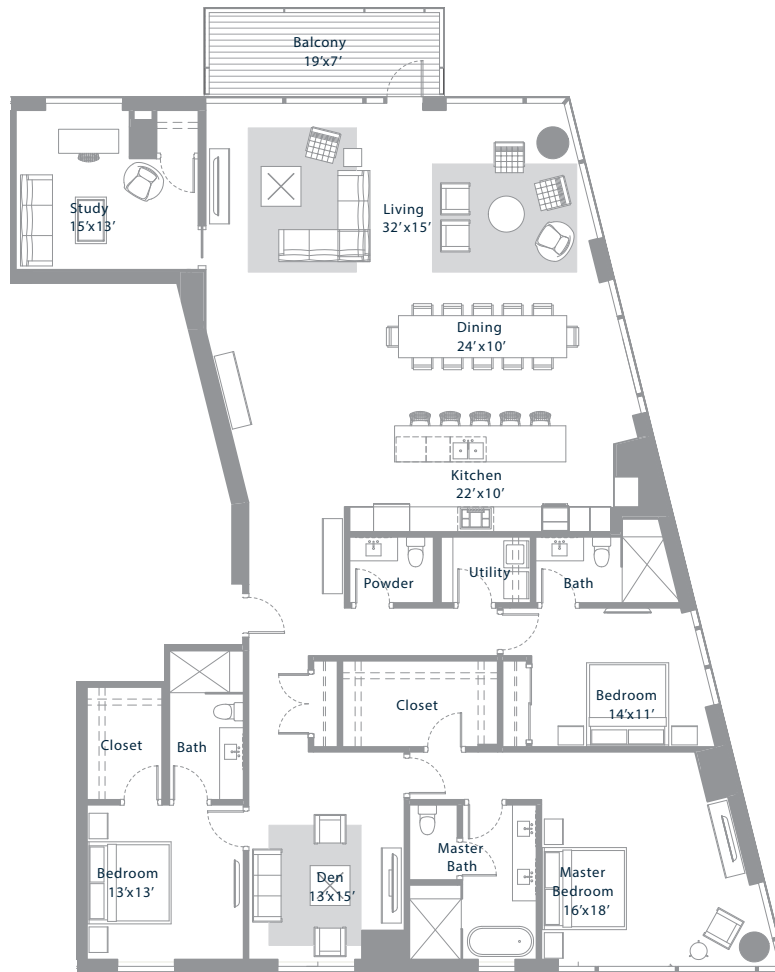 Balcony
19'x7'
Study
15'x13'
Living
32'x15'
Dining
24'x10'
Kitchen
22'x10'
Powder
Utility
Bath
Bedroom
14'x11'
Closet
Closet
Bath
Bedroom
13'x13'
Den
13'x15'
Master
Bath
Master
Bedroom
16'x18'